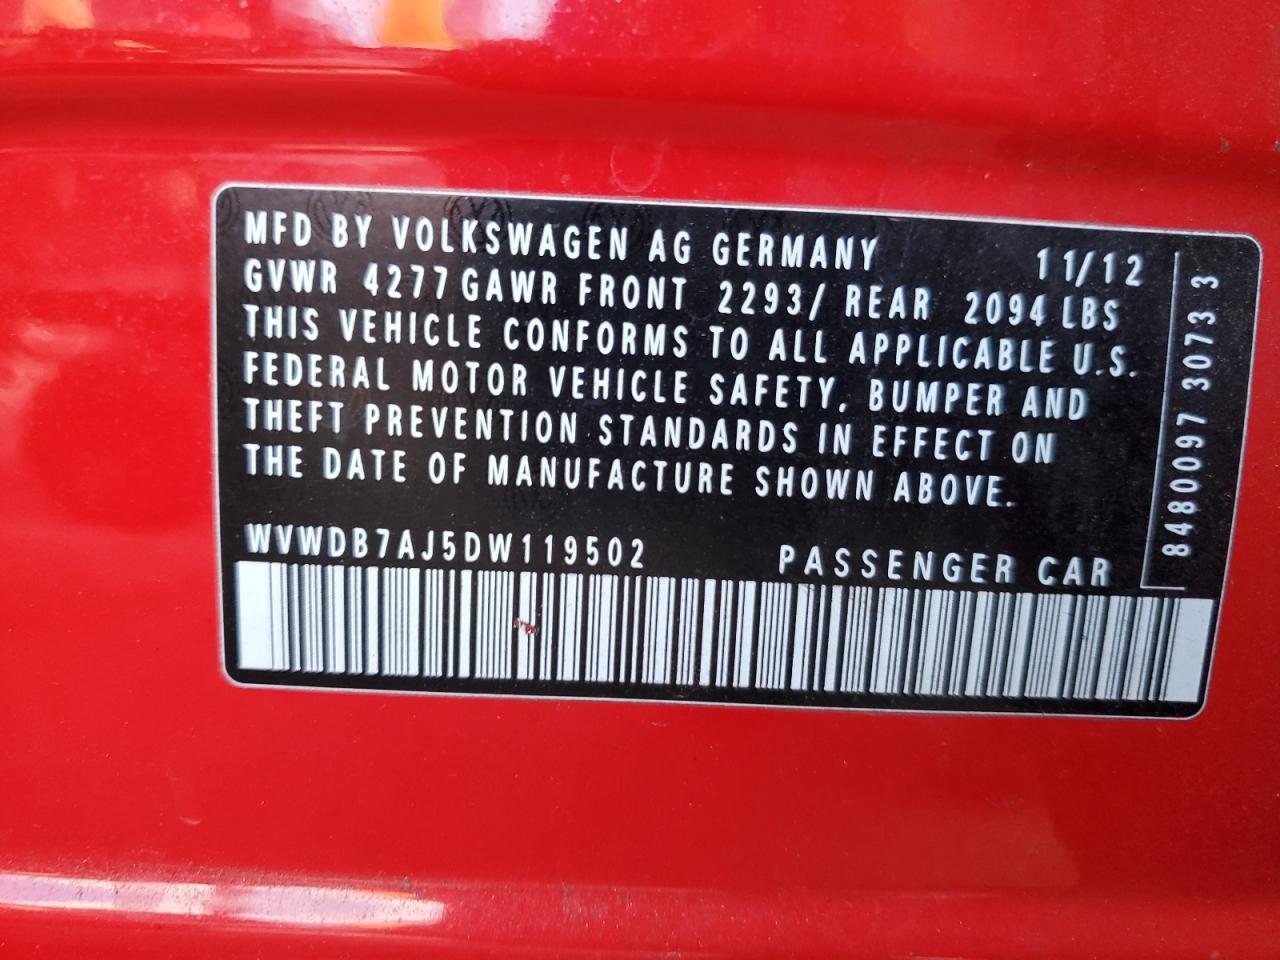 MFD BY VOLKSWAGEN AG GERMANY 11/12
GVWR 4277 GAWR FRONT 2293/ REAR 2094 LBS
THIS VEHICLE CONFORMS TO ALL APPLICABLE U.S.
FEDERAL MOTOR VEHICLE SAFETY, BUMPER AND
THEFT PREVENTION STANDARDS IN EFFECT ON
THE DATE OF MANUFACTURE SHOWN ABOVE.
WVWDB7AJ5DW119502 PASSENGER CAR
8480097 3073 3